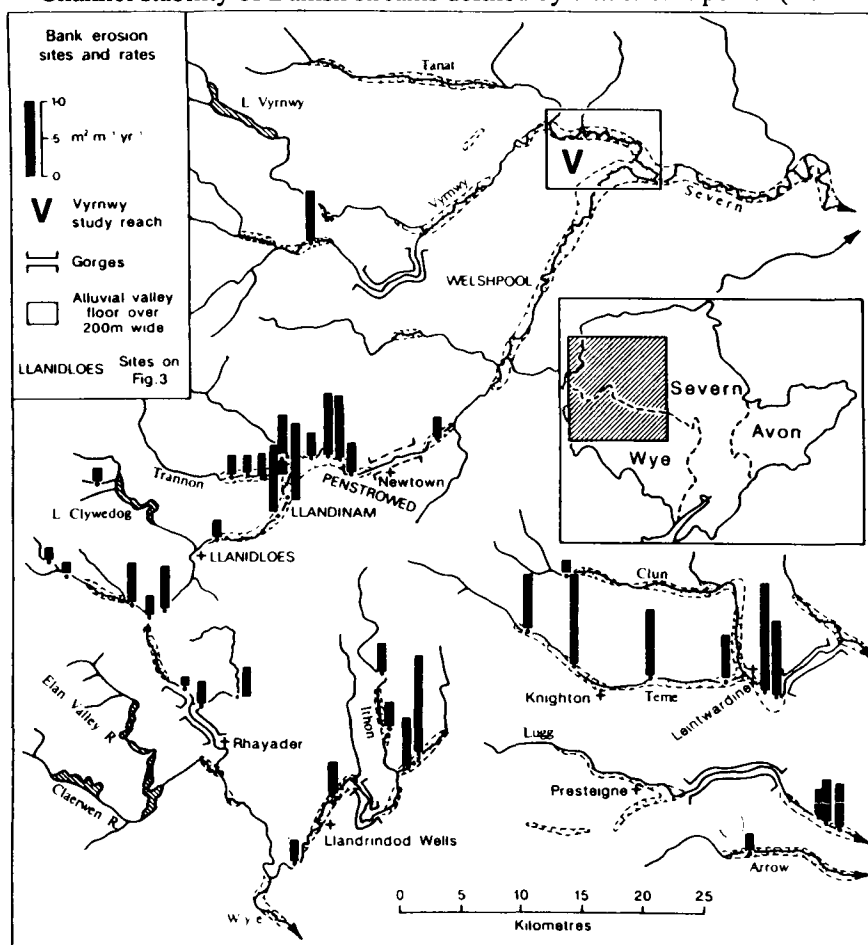 Bank erosion
sites and rates
10
5 m² m⁻¹ yr⁻¹
0
V Vyrnwy
study reach
Gorges
Alluvial valley
floor over
200m wide
LLANIDLOES Sites on
Fig.3
Tanat
L Vyrnwy
V
Vyrnwy
Severn
WELSHPOOL
Severn
Avon
Wye
Trannon
PENSTROWED
Newtown
L Clywedog
LLANDINAM
LLANIDLOES
Clun
Elan Valley R
Ithon
Knighton
Teme
Leintwardine
Rhayader
Lugg
Claerwen R
Presteigne
Llandrindod Wells
Arrow
Wye
0 5 10 15 20 25
Kilometres